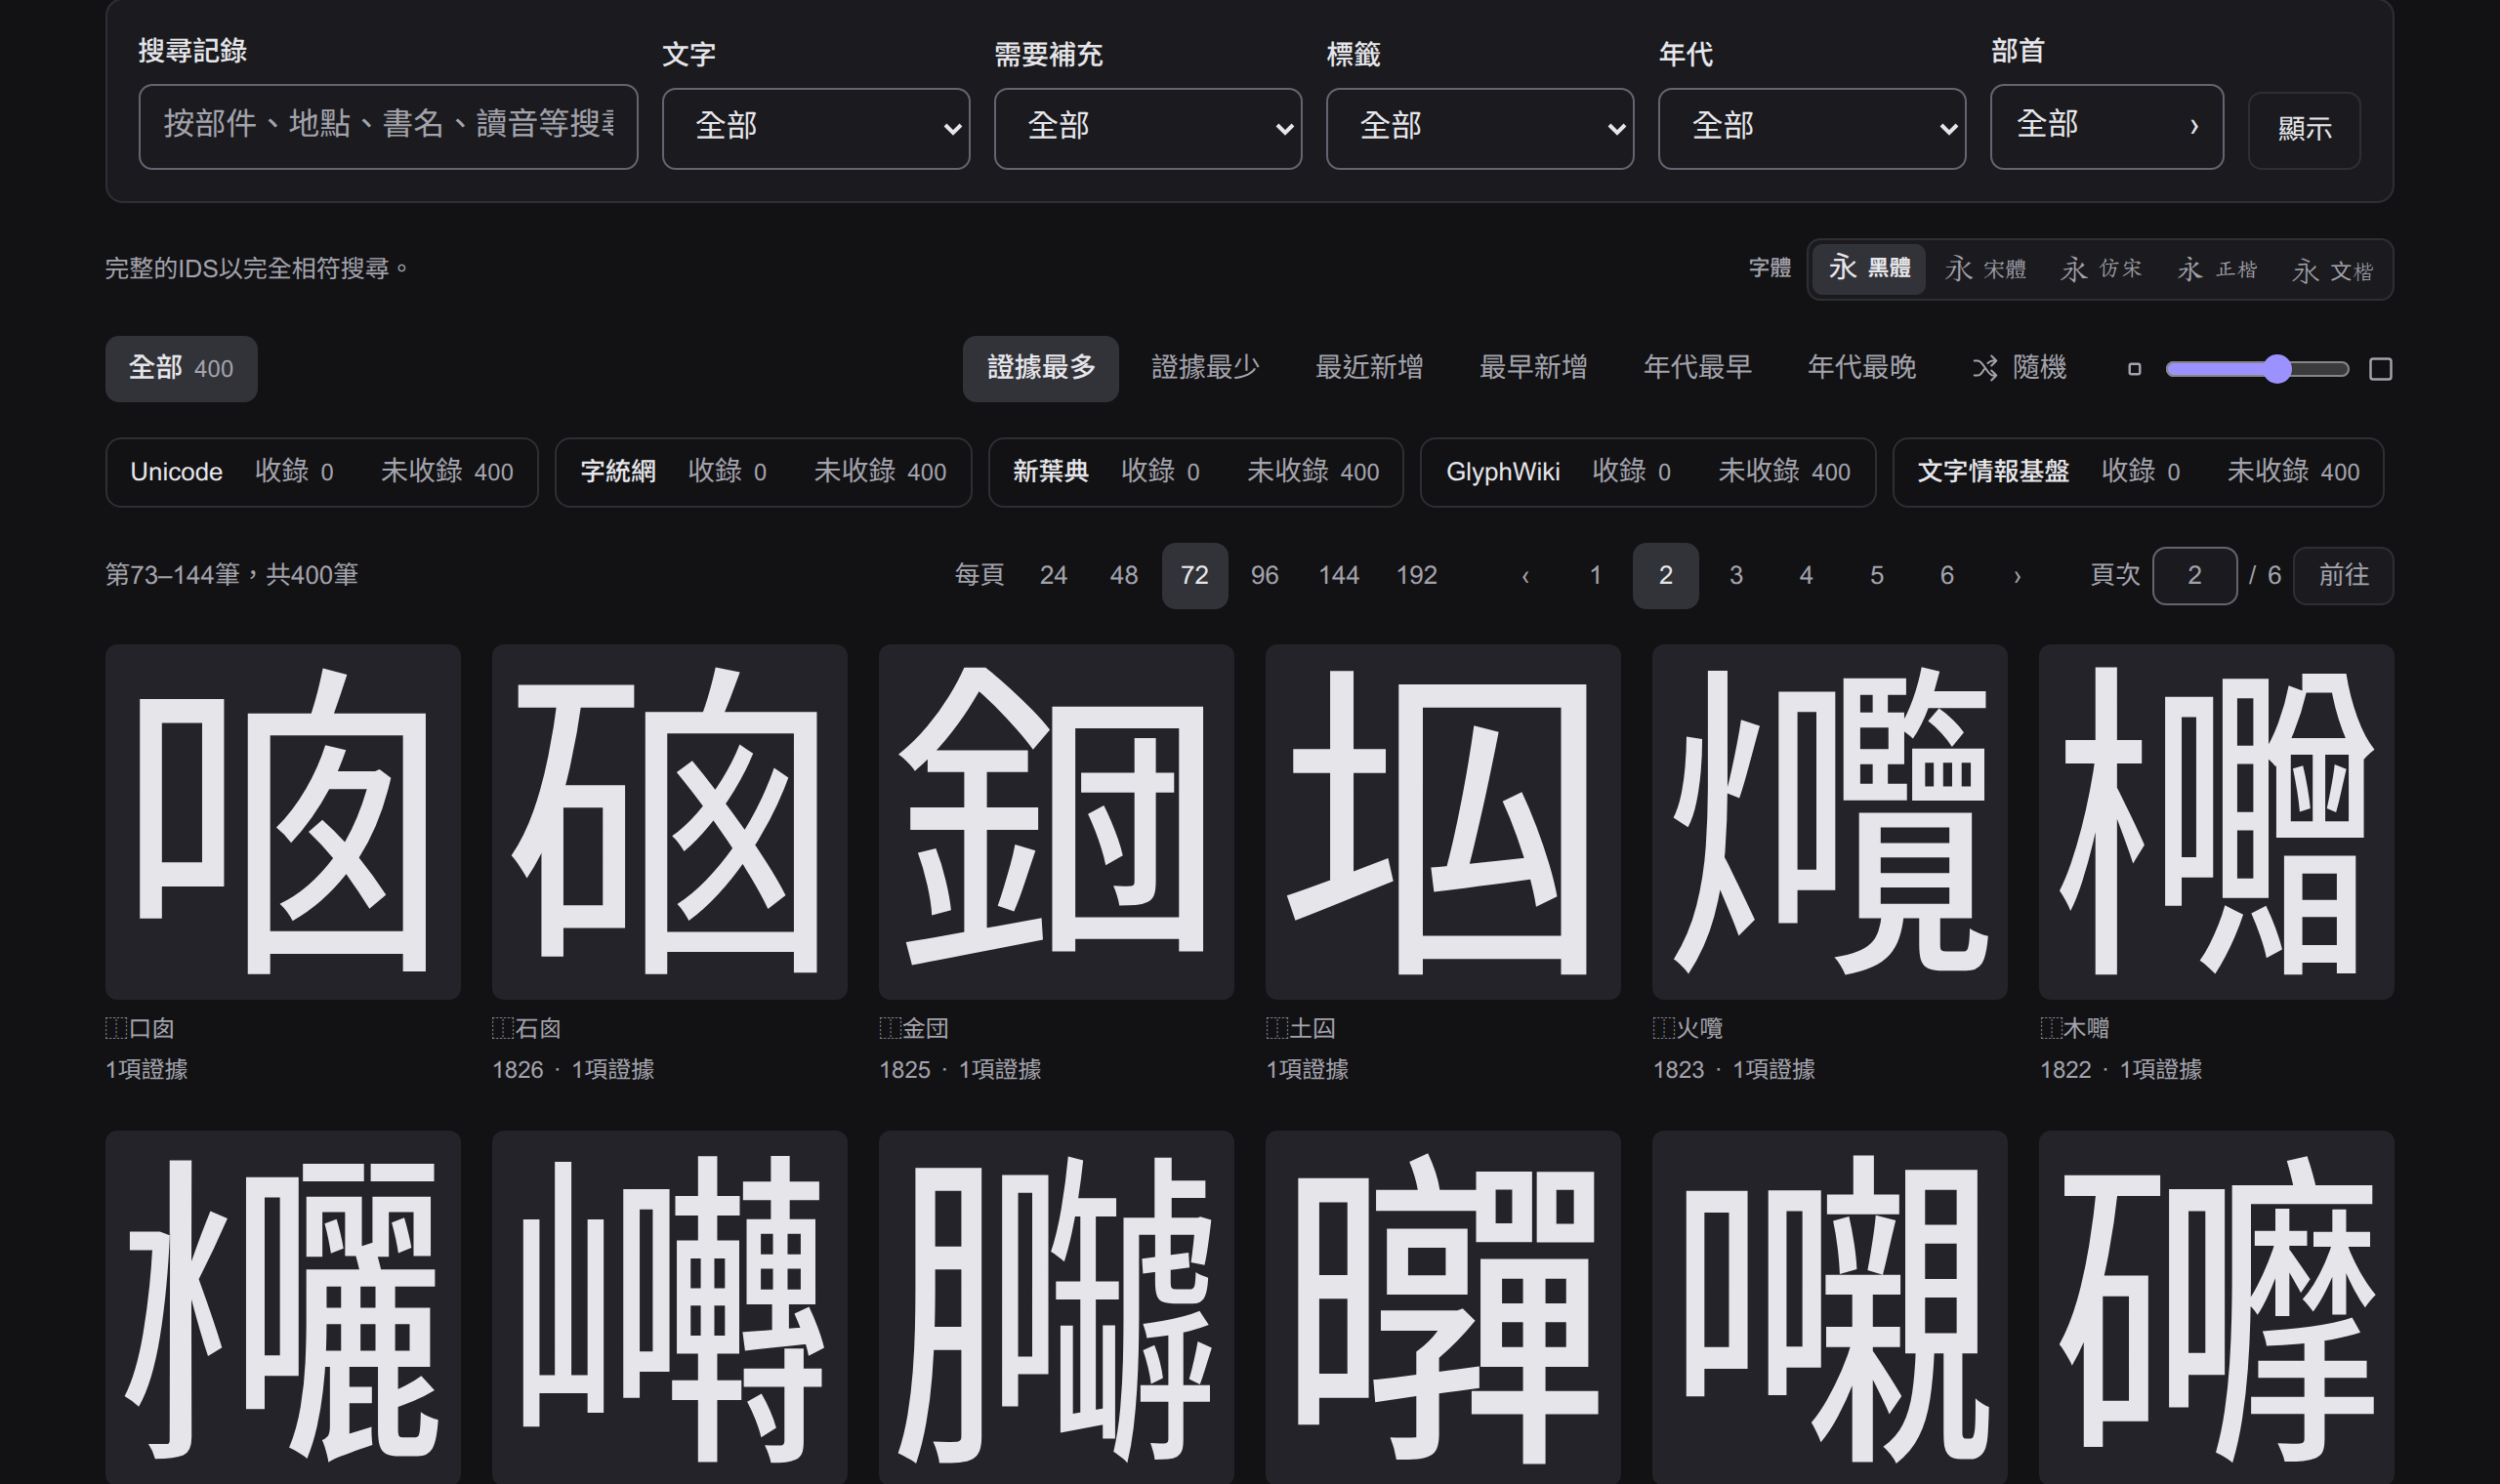 搜尋記錄 文字 需要補充 標籤 年代 部首
按部件、地點、書名、讀音等搜 全部 全部 全部 全部 全部 › 顯示
完整的IDS以完全相符搜尋。 字體 永 黑體 永 宋體 永 仿宋 永 正楷 永 文楷
全部 400 證據最多 證據最少 最近新增 最早新增 年代最早 年代最晚 隨機
Unicode 收錄 0 未收錄 400 字統網 收錄 0 未收錄 400 新葉典 收錄 0 未收錄 400 GlyphWiki 收錄 0 未收錄 400 文字情報基盤 收錄 0 未收錄 400
第73–144筆，共400筆 每頁 24 48 72 96 144 192 ‹ 1 2 3 4 5 6 › 頁次 2 / 6 前往
⿰口囱 ⿰石囱 ⿰金団 ⿰土囜 ⿰火㘛 ⿰木囎
1項證據 1826 · 1項證據 1825 · 1項證據 1項證據 1823 · 1項證據 1822 · 1項證據